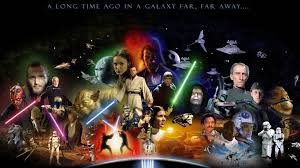 A LONG TIME AGO IN A GALAXY FAR, FAR AWAY....